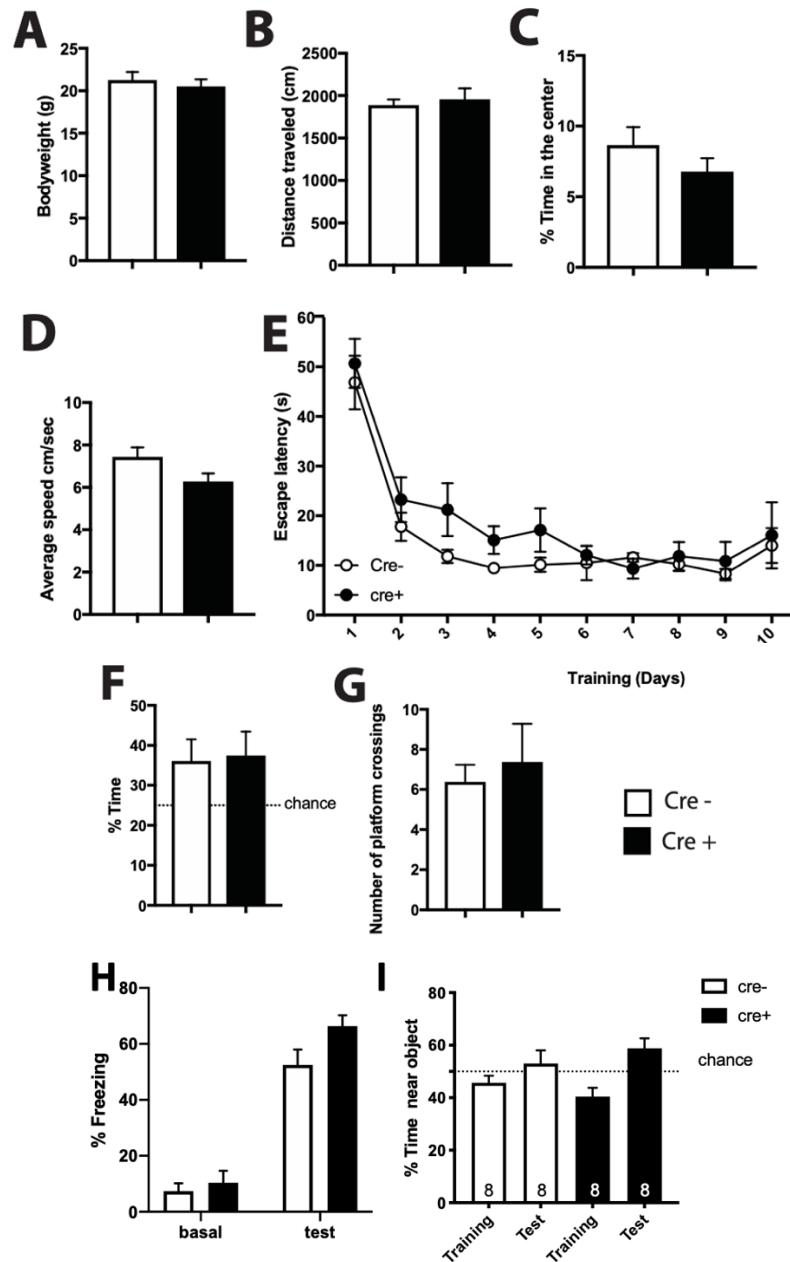 A
Bodyweight (g)
25
20
15
10
5
0
B
Distance traveled (cm)
2500
2000
1500
1000
500
0
C
% Time in the center
15
10
5
0
D
Average speed cm/sec
10
8
6
4
2
0
E
Escape latency (s)
60
50
40
30
20
10
0
Cre-
cre+
1
2
3
4
5
6
7
8
9
10
Training (Days)
F
% Time
50
40
30
20
10
0
chance
G
Number of platform crossings
10
8
6
4
2
0
Cre -
Cre +
H
% Freezing
80
60
40
20
0
basal
test
I
% Time near object
80
60
40
20
0
8
8
8
8
Training
Test
Training
Test
cre-
cre+
chance